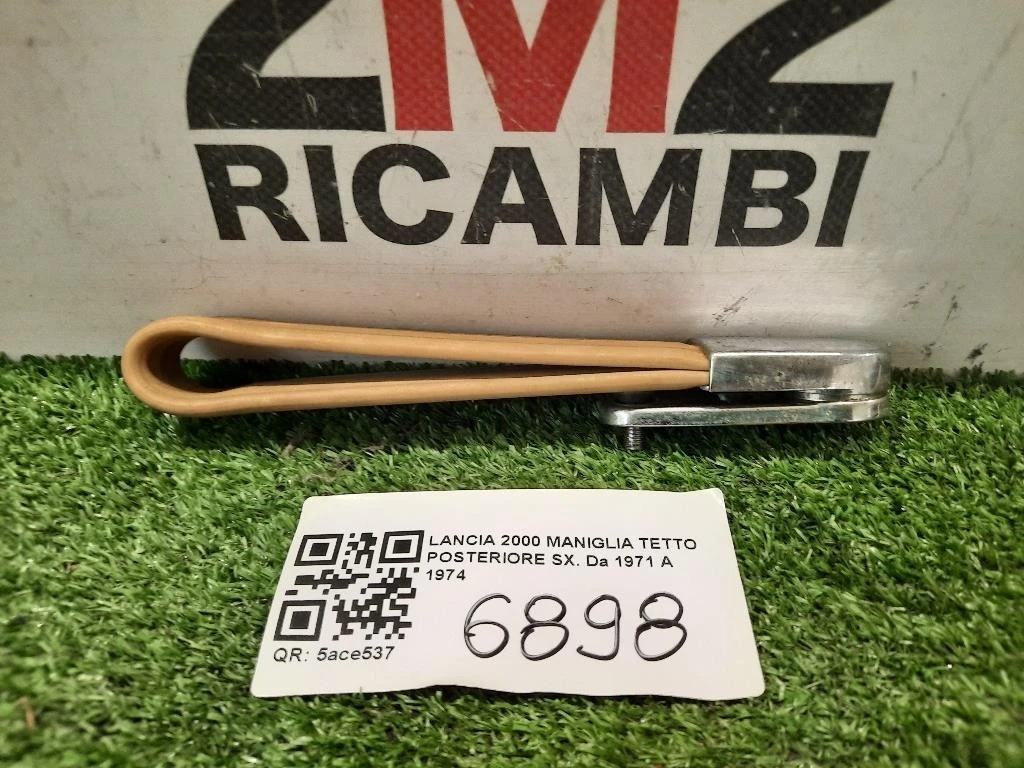 2M2
RICAMBI
LANCIA 2000 MANIGLIA TETTO
POSTERIORE SX. Da 1971 A
1974
6898
QR: 5ace537